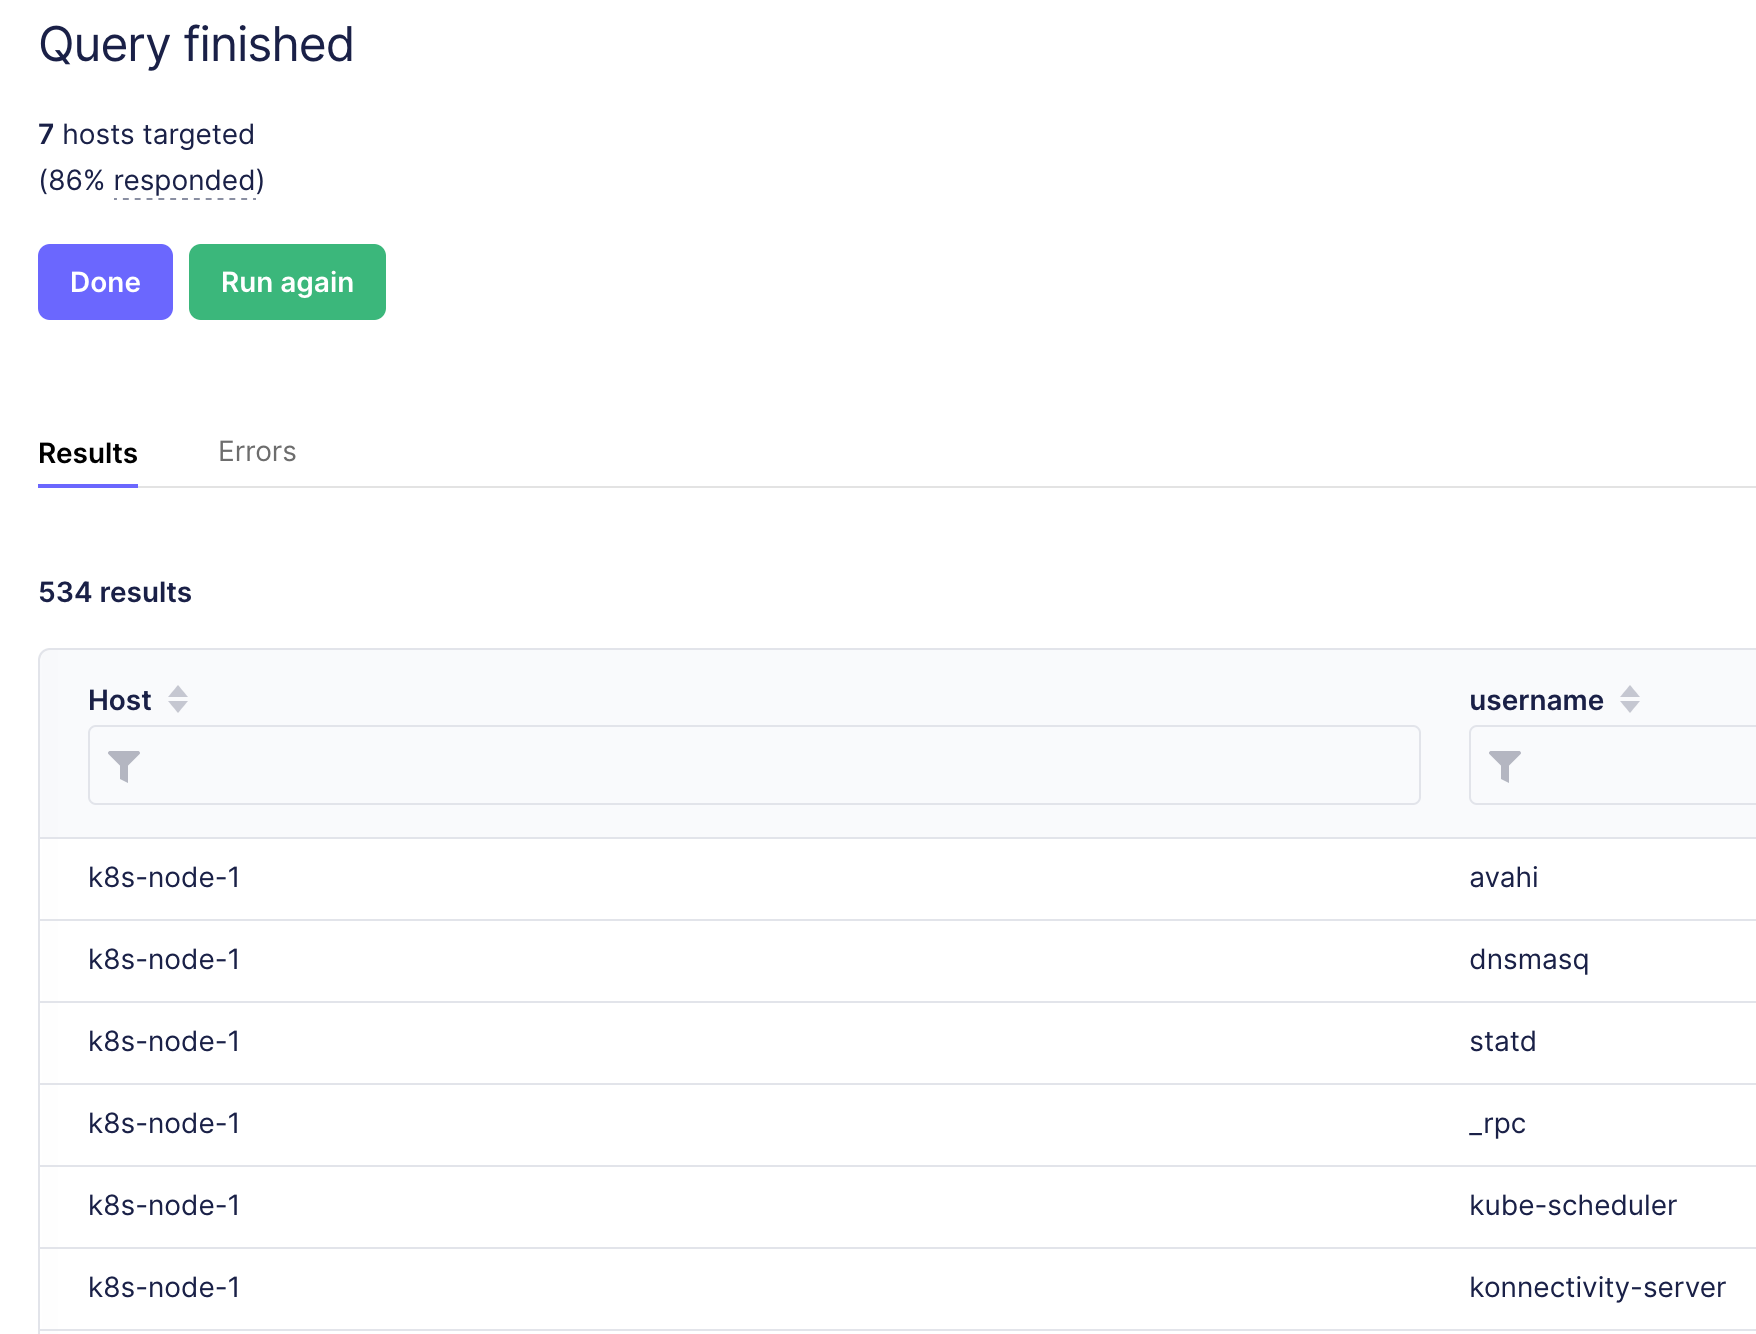 Query finished
7 hosts targeted
(86% responded)
Done Run again
Results Errors
534 results
Host username
k8s-node-1 avahi
k8s-node-1 dnsmasq
k8s-node-1 statd
k8s-node-1 _rpc
k8s-node-1 kube-scheduler
k8s-node-1 konnectivity-server